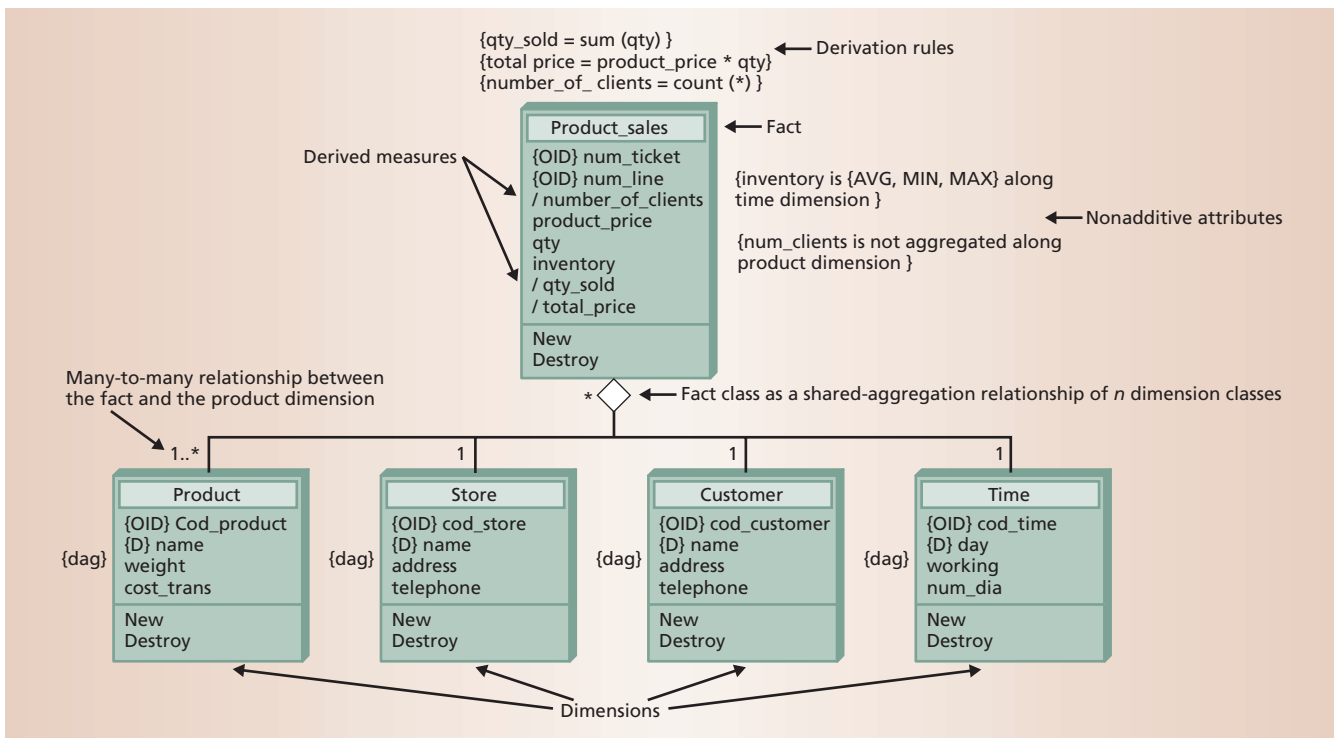 {qty_sold = sum (qty) }
{total price = product_price * qty}
{number_of_ clients = count (*) }
Derivation rules
Product_sales
Fact
Derived measures
{OID} num_ticket
{OID} num_line
/ number_of_clients
product_price
qty
inventory
/ qty_sold
/ total_price
New
Destroy
{inventory is {AVG, MIN, MAX} along
time dimension }
Nonadditive attributes
{num_clients is not aggregated along
product dimension }
Many-to-many relationship between
the fact and the product dimension
*
Fact class as a shared-aggregation relationship of n dimension classes
1..*
1
1
1
Product
{dag}
{OID} Cod_product
{D} name
weight
cost_trans
New
Destroy
Store
{dag}
{OID} cod_store
{D} name
address
telephone
New
Destroy
Customer
{dag}
{OID} cod_customer
{D} name
address
telephone
New
Destroy
Time
{dag}
{OID} cod_time
{D} day
working
num_dia
New
Destroy
Dimensions